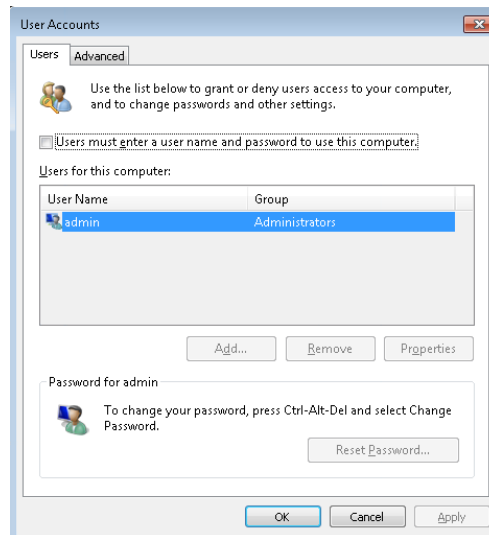 User Accounts
Users Advanced
Use the list below to grant or deny users access to your computer,
and to change passwords and other settings.
Users must enter a user name and password to use this computer.
Users for this computer:
User Name Group
admin Administrators
Add... Remove Properties
Password for admin
To change your password, press Ctrl-Alt-Del and select Change
Password.
Reset Password...
OK Cancel Apply